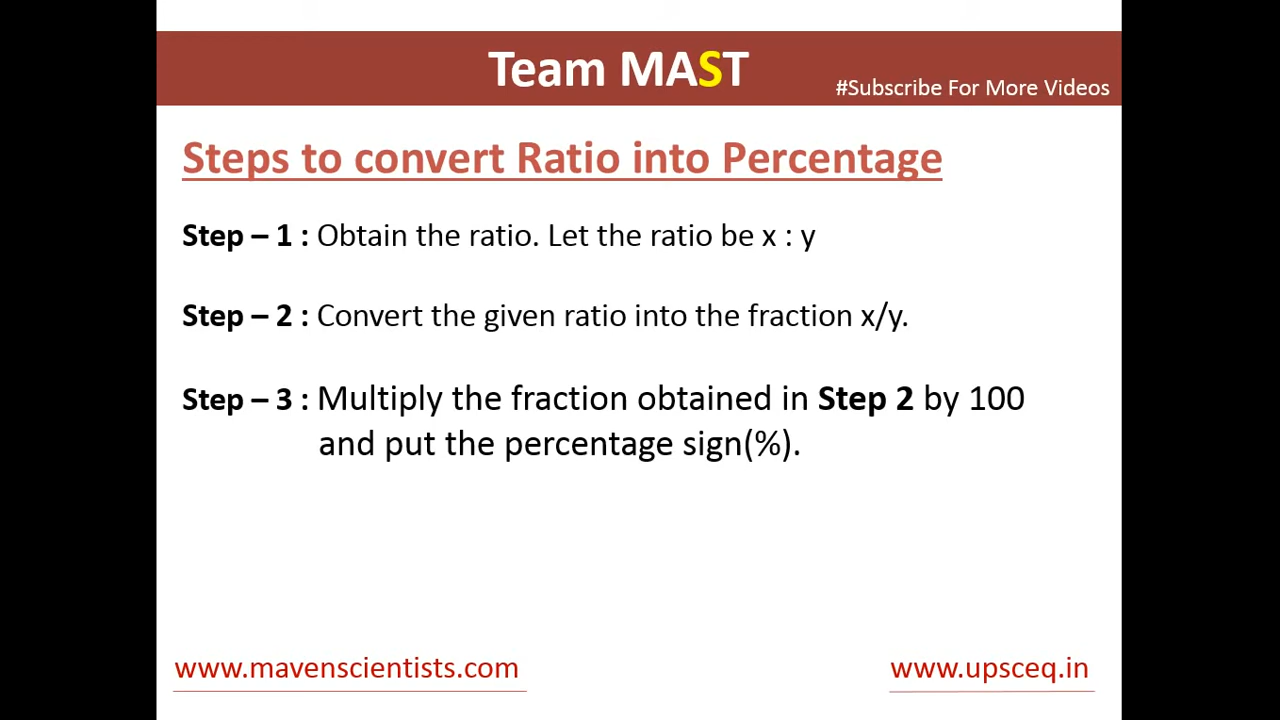 Team MAST
#Subscribe For More Videos
Steps to convert Ratio into Percentage
Step – 1 : Obtain the ratio. Let the ratio be x : y
Step – 2 : Convert the given ratio into the fraction x/y.
Step – 3 : Multiply the fraction obtained in Step 2 by 100
and put the percentage sign(%).
www.mavenscientists.com
www.upsceq.in